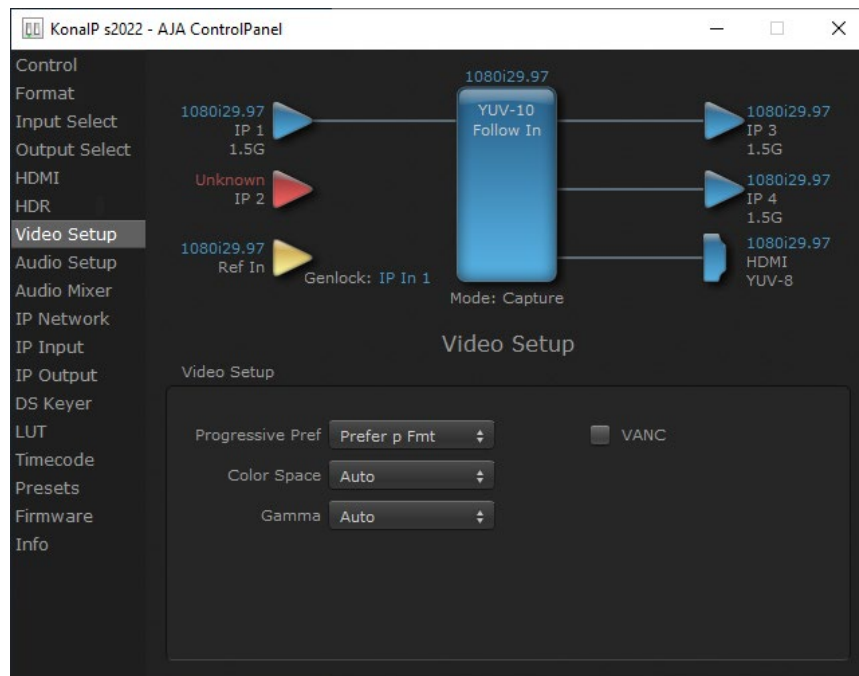 KonaIP s2022 - AJA ControlPanel
Control
Format
Input Select
Output Select
HDMI
HDR
Video Setup
Audio Setup
Audio Mixer
IP Network
IP Input
IP Output
DS Keyer
LUT
Timecode
Presets
Firmware
Info
1080i29.97
1080i29.97
IP 1
1.5G
Unknown
IP 2
1080i29.97
Ref In
Genlock: IP In 1
YUV-10
Follow In
Mode: Capture
1080i29.97
IP 3
1.5G
1080i29.97
IP 4
1.5G
1080i29.97
HDMI
YUV-8
Video Setup
Video Setup
Progressive Pref Prefer p Fmt VANC
Color Space Auto
Gamma Auto